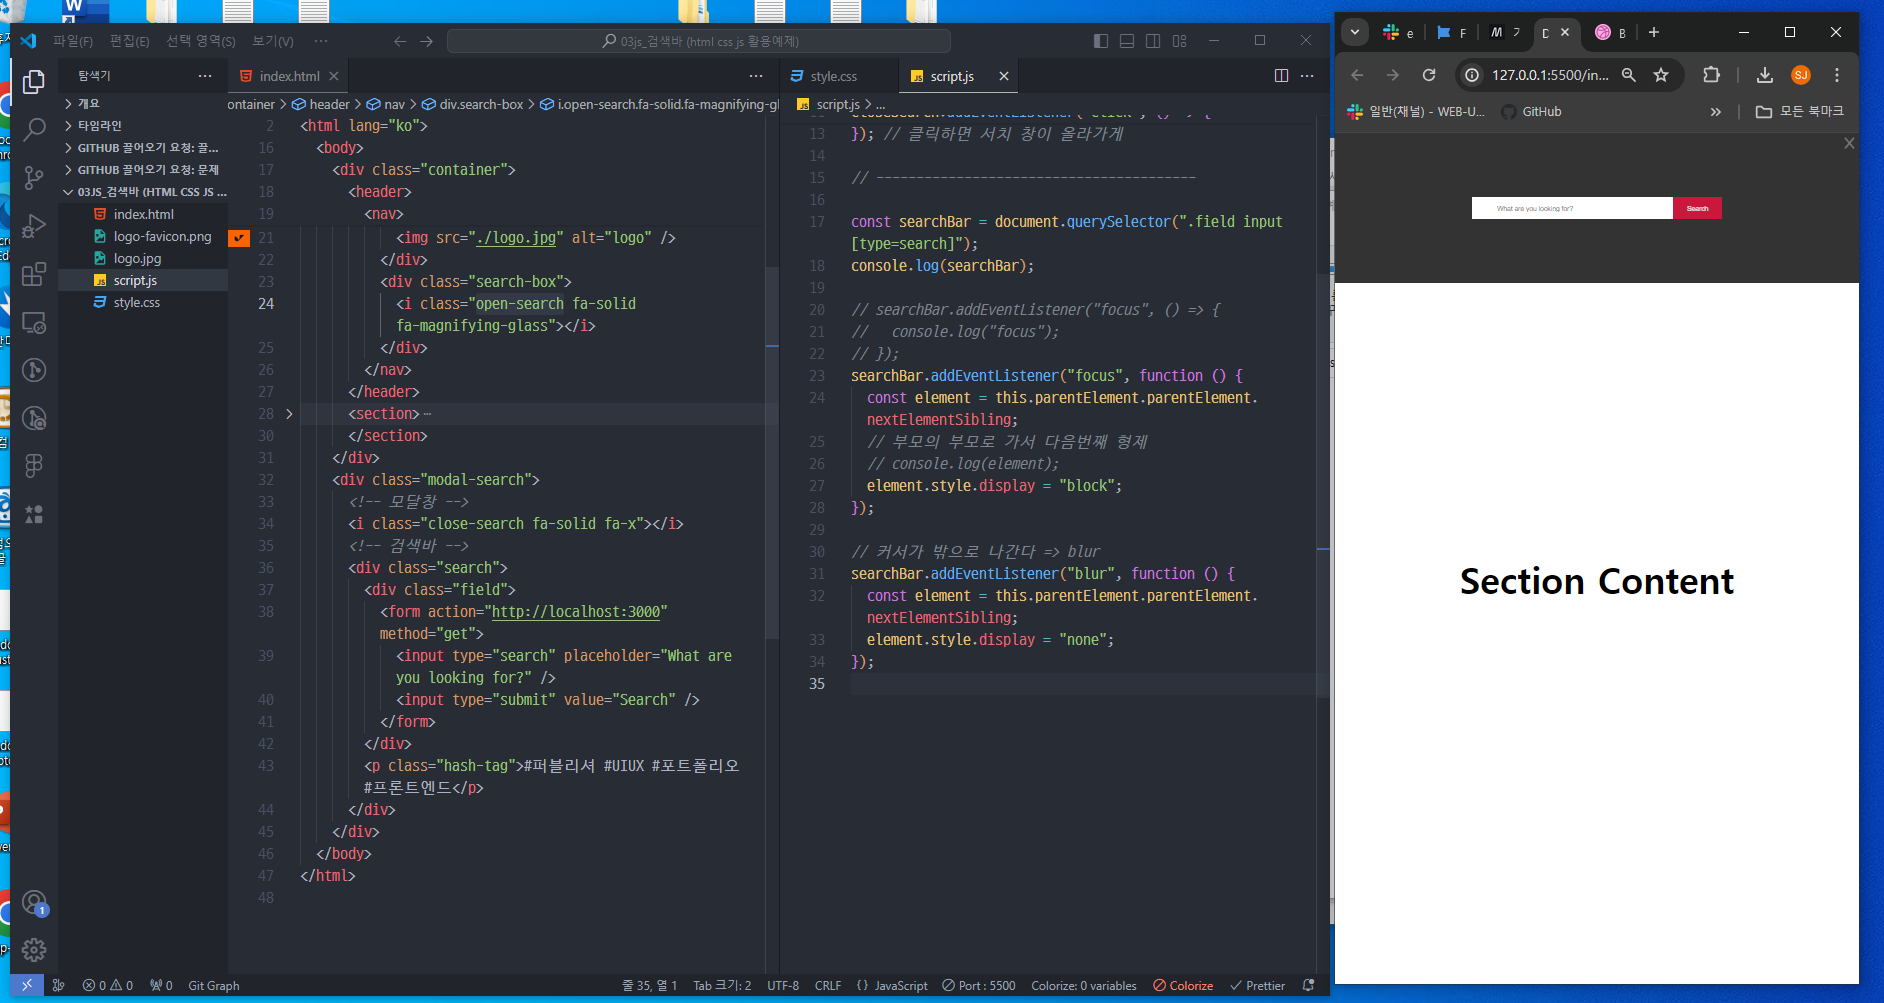 파일(F) 편집(E) 선택 영역(S) 보기(V) ···
03js_검색바 (html css js 활용예제)
탐색기
개요
타임라인
GITHUB 끌어오기 요청: 끌...
GITHUB 끌어오기 요청: 문제
03JS_검색바 (HTML CSS JS ...
index.html
logo-favicon.png
logo.jpg
script.js
style.css
index.html
ontainer > header > nav > div.search-box > i.open-search.fa-solid.fa-magnifying-gl
2 <html lang="ko">
16 <body>
17 <div class="container">
18 <header>
19 <nav>
21 <img src="./logo.jpg" alt="logo" />
22 </div>
23 <div class="search-box">
24 <i class="open-search fa-solid
fa-magnifying-glass"></i>
25 </div>
26 </nav>
27 </header>
28 <section>
30 </section>
31 </div>
32 <div class="modal-search">
33 <!-- 모달창 -->
34 <i class="close-search fa-solid fa-x"></i>
35 <!-- 검색바 -->
36 <div class="search">
37 <div class="field">
38 <form action="http://localhost:3000"
method="get">
39 <input type="search" placeholder="What are
you looking for?" />
40 <input type="submit" value="Search" />
41 </form>
42 </div>
43 <p class="hash-tag">#퍼블리셔 #UIUX #포트폴리오
#프론트엔드</p>
44 </div>
45 </div>
46 </body>
47 </html>
48
style.css script.js
script.js > ...
13 }); // 클릭하면 서치 창이 올라가게
14
15 // ----------------------------------------
16
17 const searchBar = document.querySelector(".field input
[type=search]");
18 console.log(searchBar);
19
20 // searchBar.addEventListener("focus", () => {
21 //   console.log("focus");
22 // });
23 searchBar.addEventListener("focus", function () {
24 const element = this.parentElement.parentElement.
nextElementSibling;
25 // 부모의 부모로 가서 다음번째 형제
26 // console.log(element);
27 element.style.display = "block";
28 });
29
30 // 커서가 밖으로 나간다 => blur
31 searchBar.addEventListener("blur", function () {
32 const element = this.parentElement.parentElement.
nextElementSibling;
33 element.style.display = "none";
34 });
35
0 0 0 Git Graph
줄 35, 열 1 Tab 크기: 2 UTF-8 CRLF {} JavaScript Port : 5500 Colorize: 0 variables Colorize Prettier
e F D B
127.0.0.1:5500/in... SJ
일반(채널) - WEB-U... GitHub » 모든 북마크
X
What are you looking for? Search
Section Content